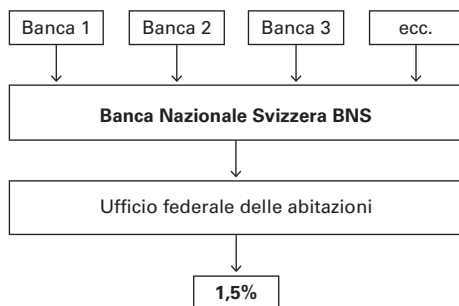 Banca 1 Banca 2 Banca 3 ecc.
Banca Nazionale Svizzera BNS
Ufficio federale delle abitazioni
1,5%